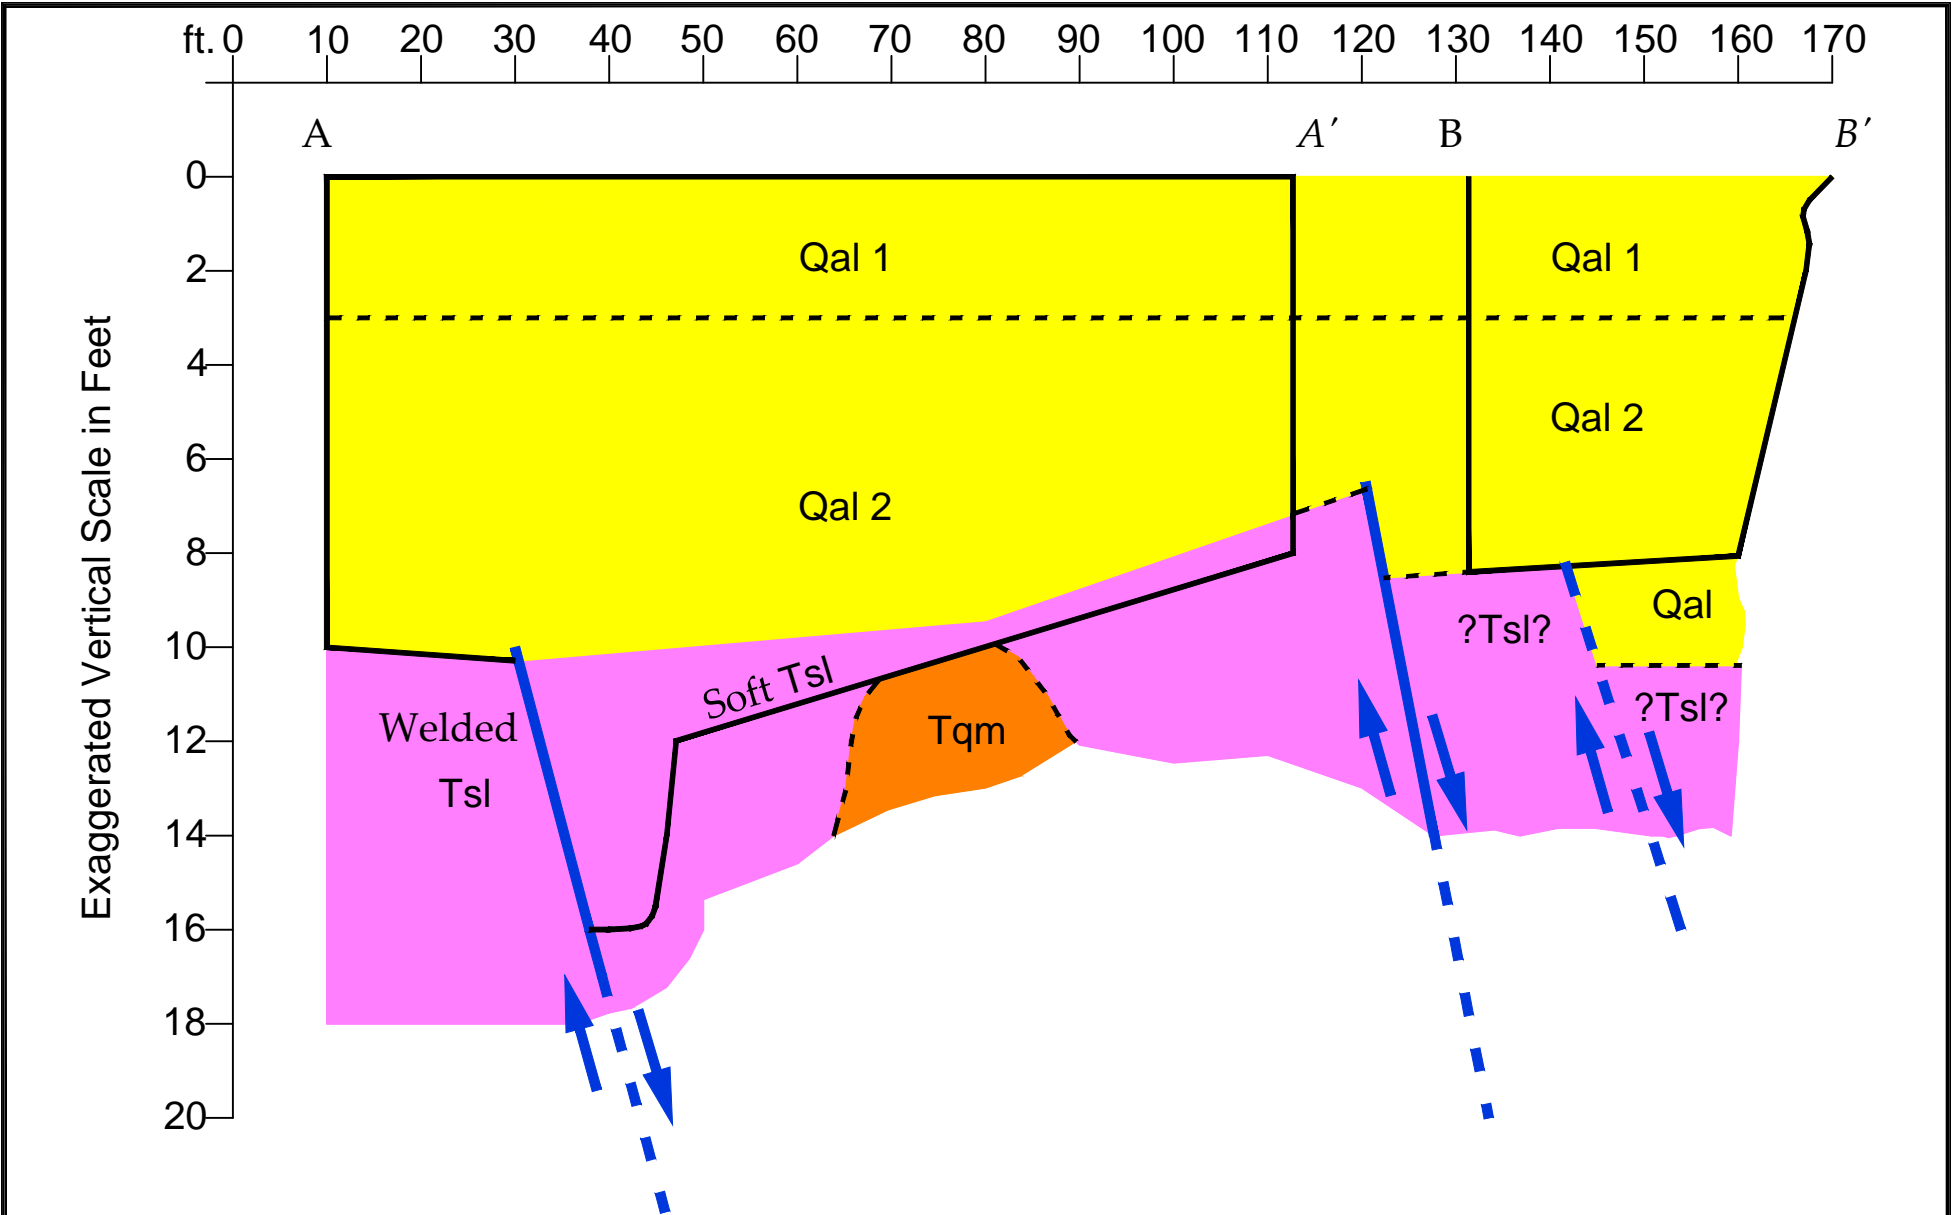 ft. 0 10 20 30 40 50 60 70 80 90 100 110 120 130 140 150 160 170
A A′ B B′
0
2
4
6
8
10
12
14
16
18
20
Exaggerated Vertical Scale in Feet
Qal 1 Qal 1
Qal 2
Qal 2
Qal
?Tsl?
Soft Tsl
?Tsl?
Welded
Tsl
Tqm